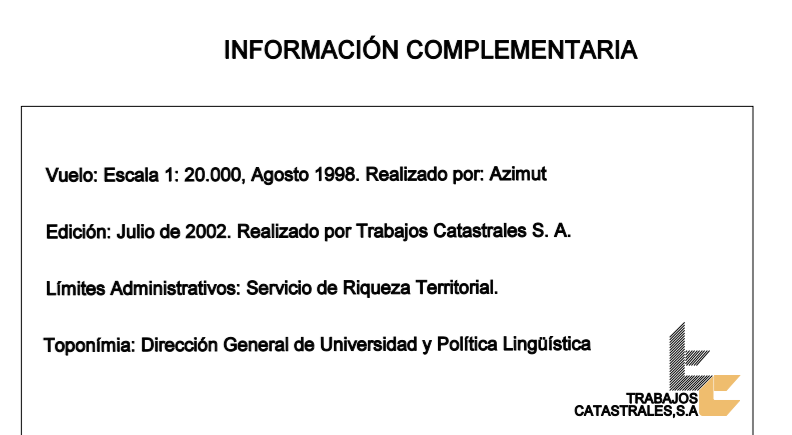 INFORMACIÓN COMPLEMENTARIA
Vuelo: Escala 1: 20.000, Agosto 1998. Realizado por: Azimut
Edición: Julio de 2002. Realizado por Trabajos Catastrales S. A.
Límites Administrativos: Servicio de Riqueza Territorial.
Toponímia: Dirección General de Universidad y Política Lingüística
TRABAJOS
CATASTRALES,S.A